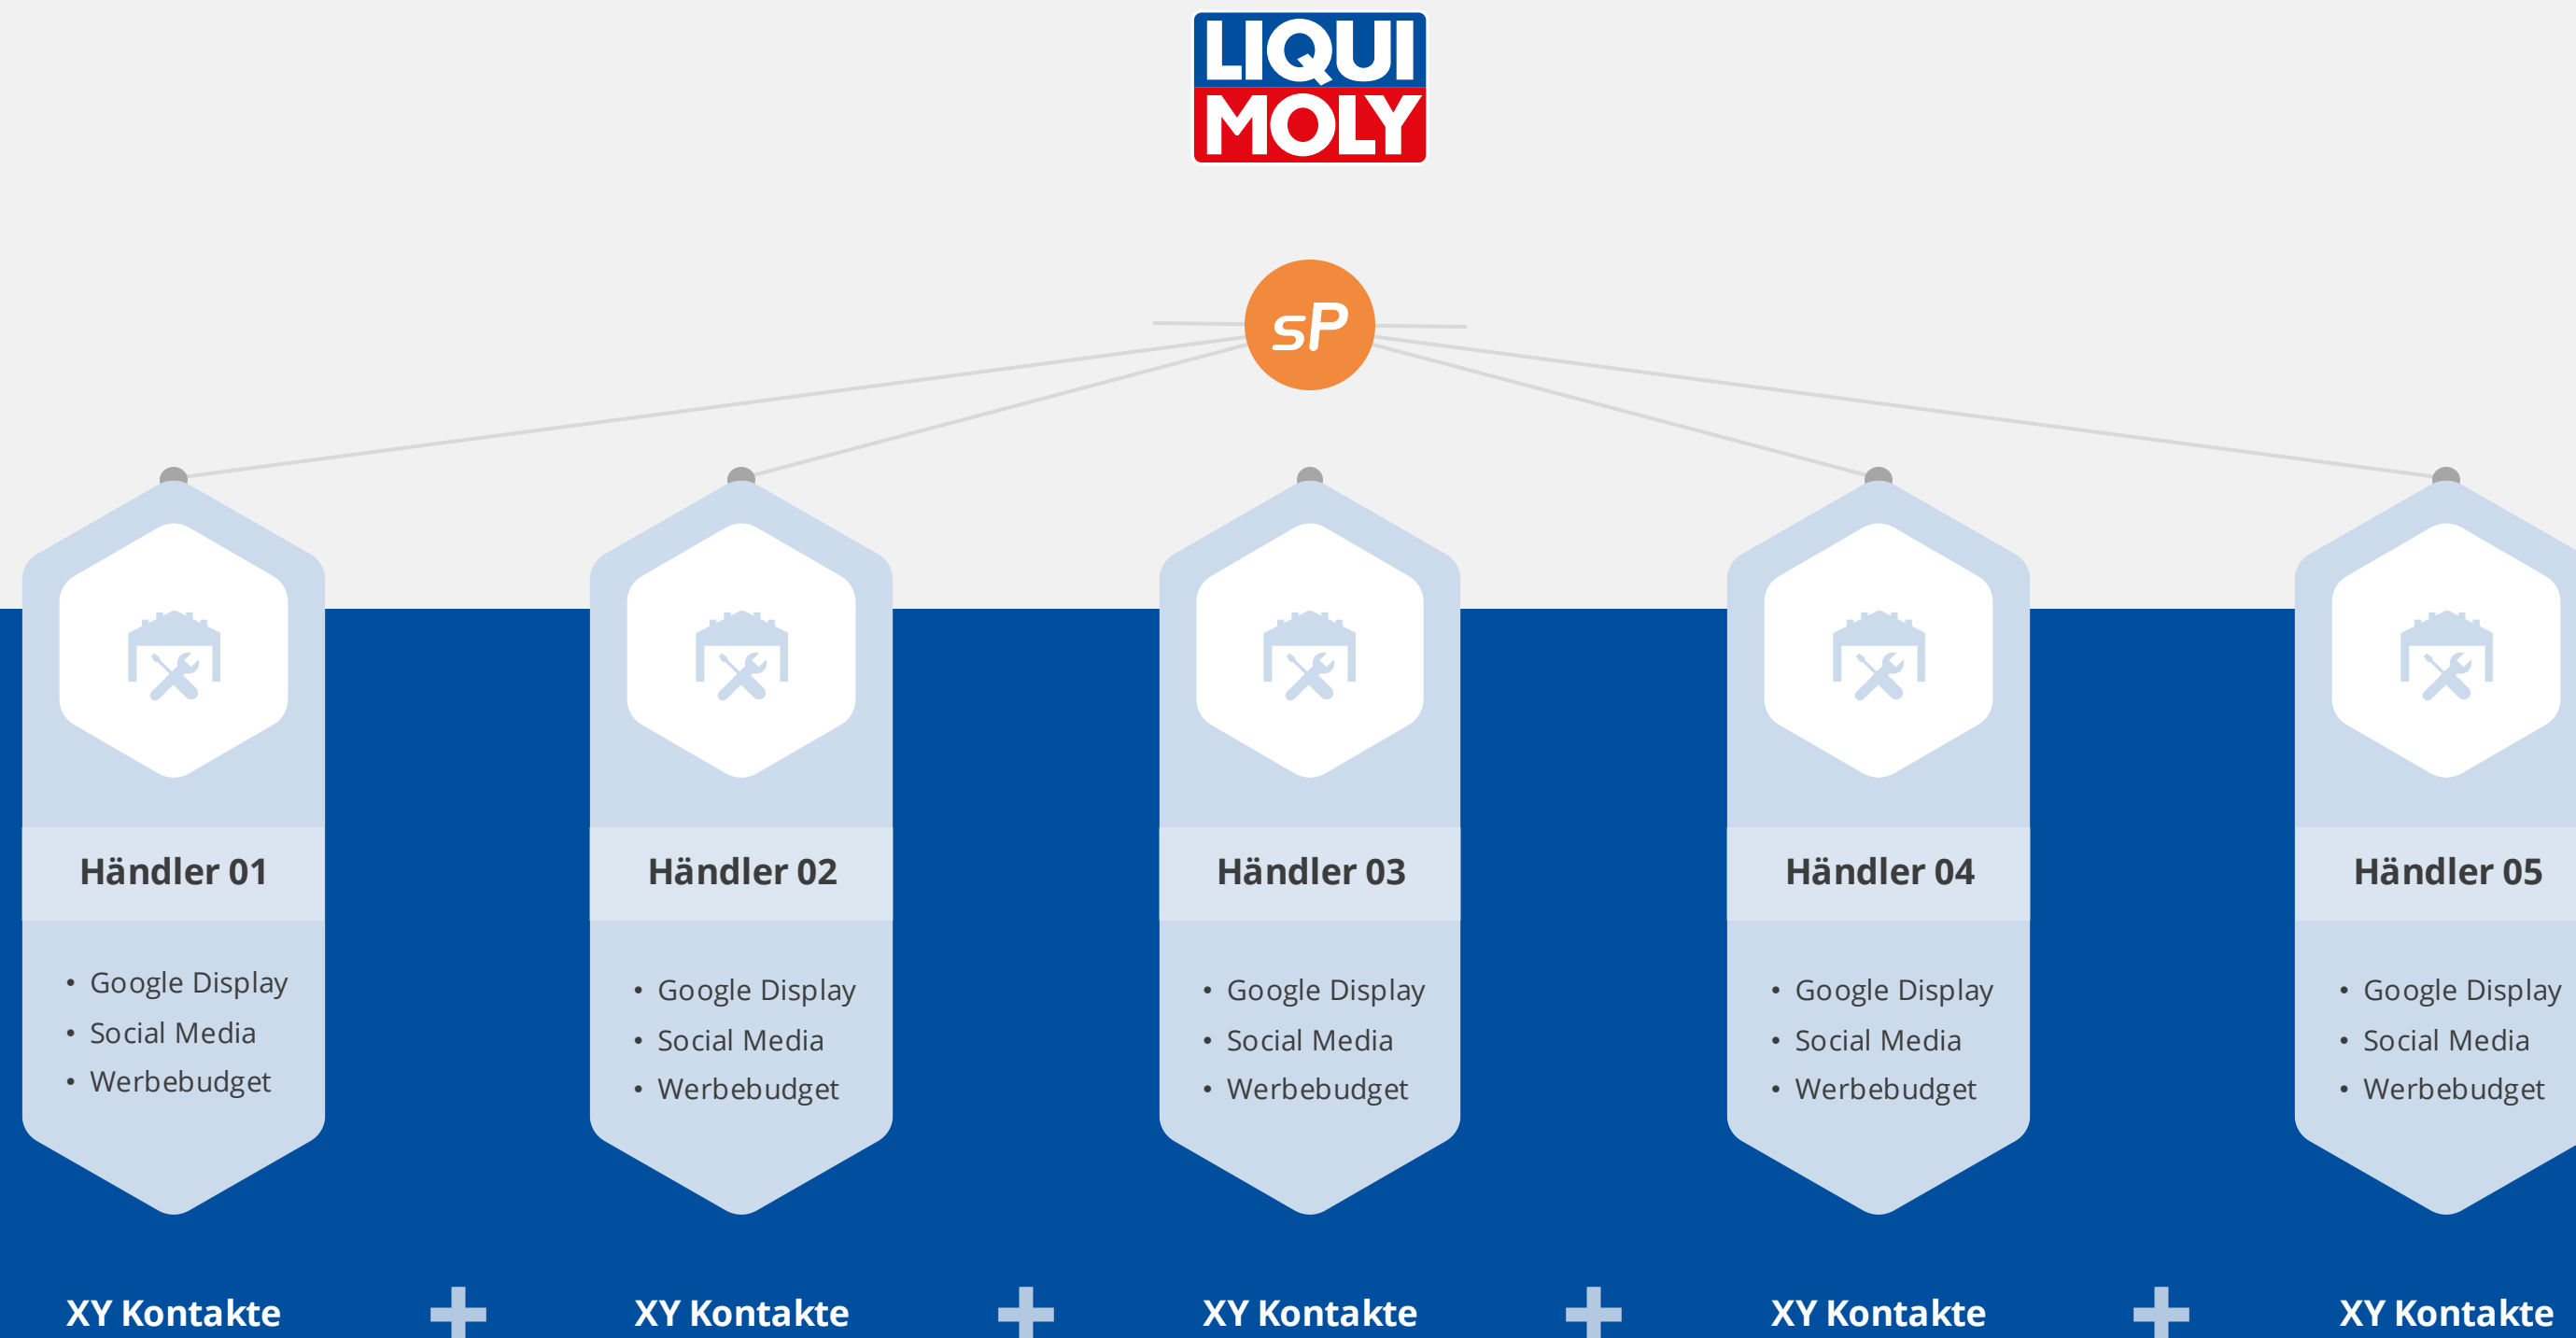 LIQUI
MOLY
sP
Händler 01
Händler 02
Händler 03
Händler 04
Händler 05
• Google Display
• Social Media
• Werbebudget
• Google Display
• Social Media
• Werbebudget
• Google Display
• Social Media
• Werbebudget
• Google Display
• Social Media
• Werbebudget
• Google Display
• Social Media
• Werbebudget
XY Kontakte + XY Kontakte + XY Kontakte + XY Kontakte + XY Kontakte